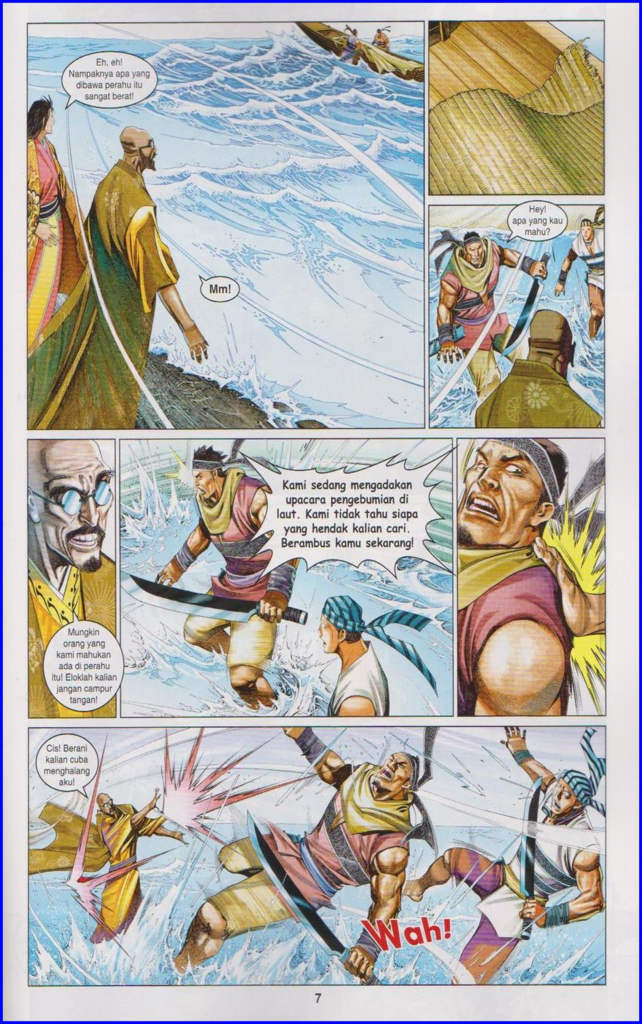 Eh, eh!
Nampaknya apa yang
dibawa perahu itu
sangat berat!
Mm!
Hey!
apa yang kau
mahu?
Mungkin
orang yang
kami mahukan
ada di perahu
itu! Eloklah kalian
jangan campur
tangan!
Kami sedang mengadakan
upacara pengebumian di
laut. Kami tidak tahu siapa
yang hendak kalian cari.
Berambus kamu sekarang!
Cis! Berani
kalian cuba
menghalang
aku!
Wah!
7